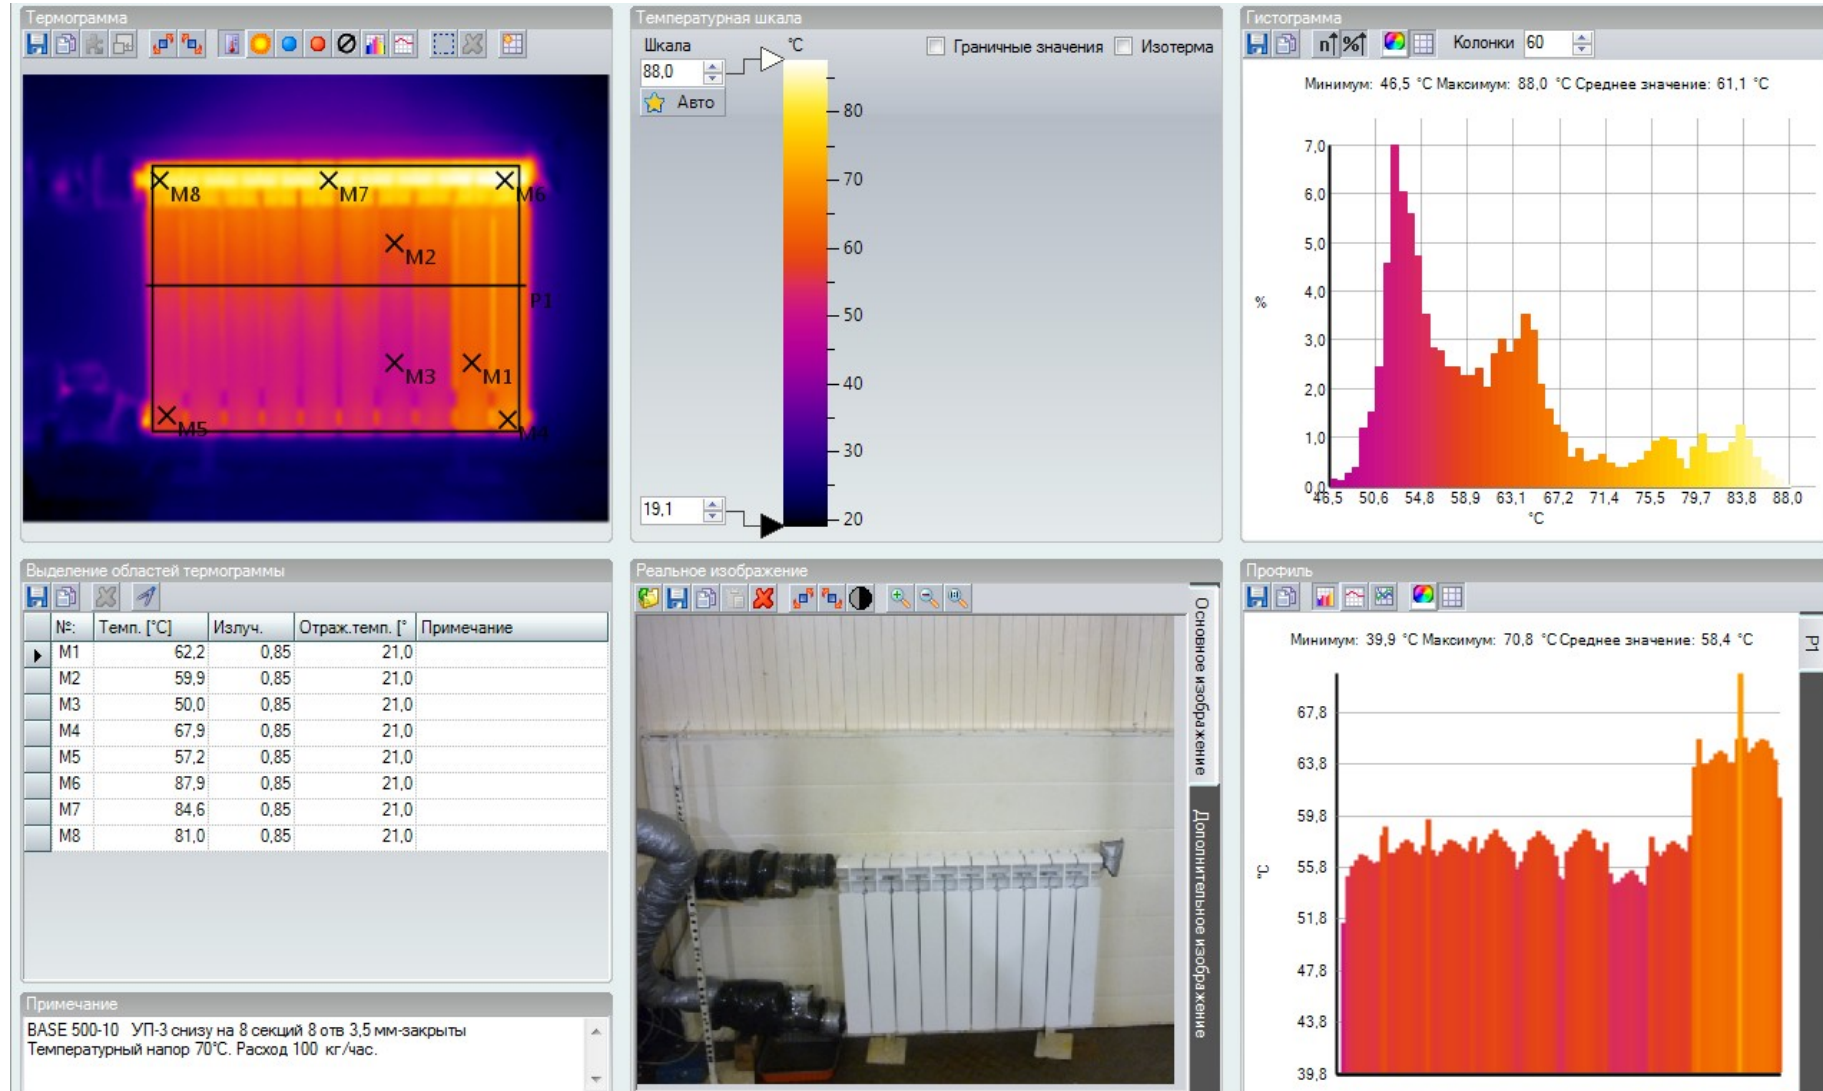 Термограмма
M8
M7
M6
M2
P1
M3
M1
M5
M4
Температурная шкала
Шкала
°C
Граничные значения
Изотерма
88,0
Авто
80
70
60
50
40
30
19,1
20
Гистограмма
n %
Колонки 60
Минимум: 46,5 °C Максимум: 88,0 °C Среднее значение: 61,1 °C
7,0
6,0
5,0
4,0
%
3,0
2,0
1,0
0,0
46,5 50,6 54,8 58,9 63,1 67,2 71,4 75,5 79,7 83,8 88,0
°C
Выделение областей термограммы
№: Темп. [°C] Излуч. Отраж.темп. [° Примечание
M1 62,2 0,85 21,0
M2 59,9 0,85 21,0
M3 50,0 0,85 21,0
M4 67,9 0,85 21,0
M5 57,2 0,85 21,0
M6 87,9 0,85 21,0
M7 84,6 0,85 21,0
M8 81,0 0,85 21,0
Примечание
BASE 500-10 УП-3 снизу на 8 секций 8 отв 3,5 мм-закрыты
Температурный напор 70°С. Расход 100 кг/час.
Реальное изображение
Основное изображение
Дополнительное изображение
Профиль
Минимум: 39,9 °C Максимум: 70,8 °C Среднее значение: 58,4 °C
P1
67,8
63,8
59,8
55,8
°C
51,8
47,8
43,8
39,8